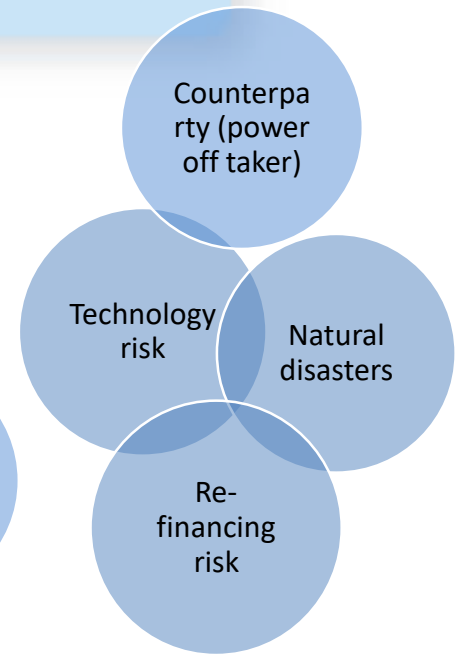 Counterpa
rty (power
off taker)
Technology
risk
Natural
disasters
Re-
financing
risk